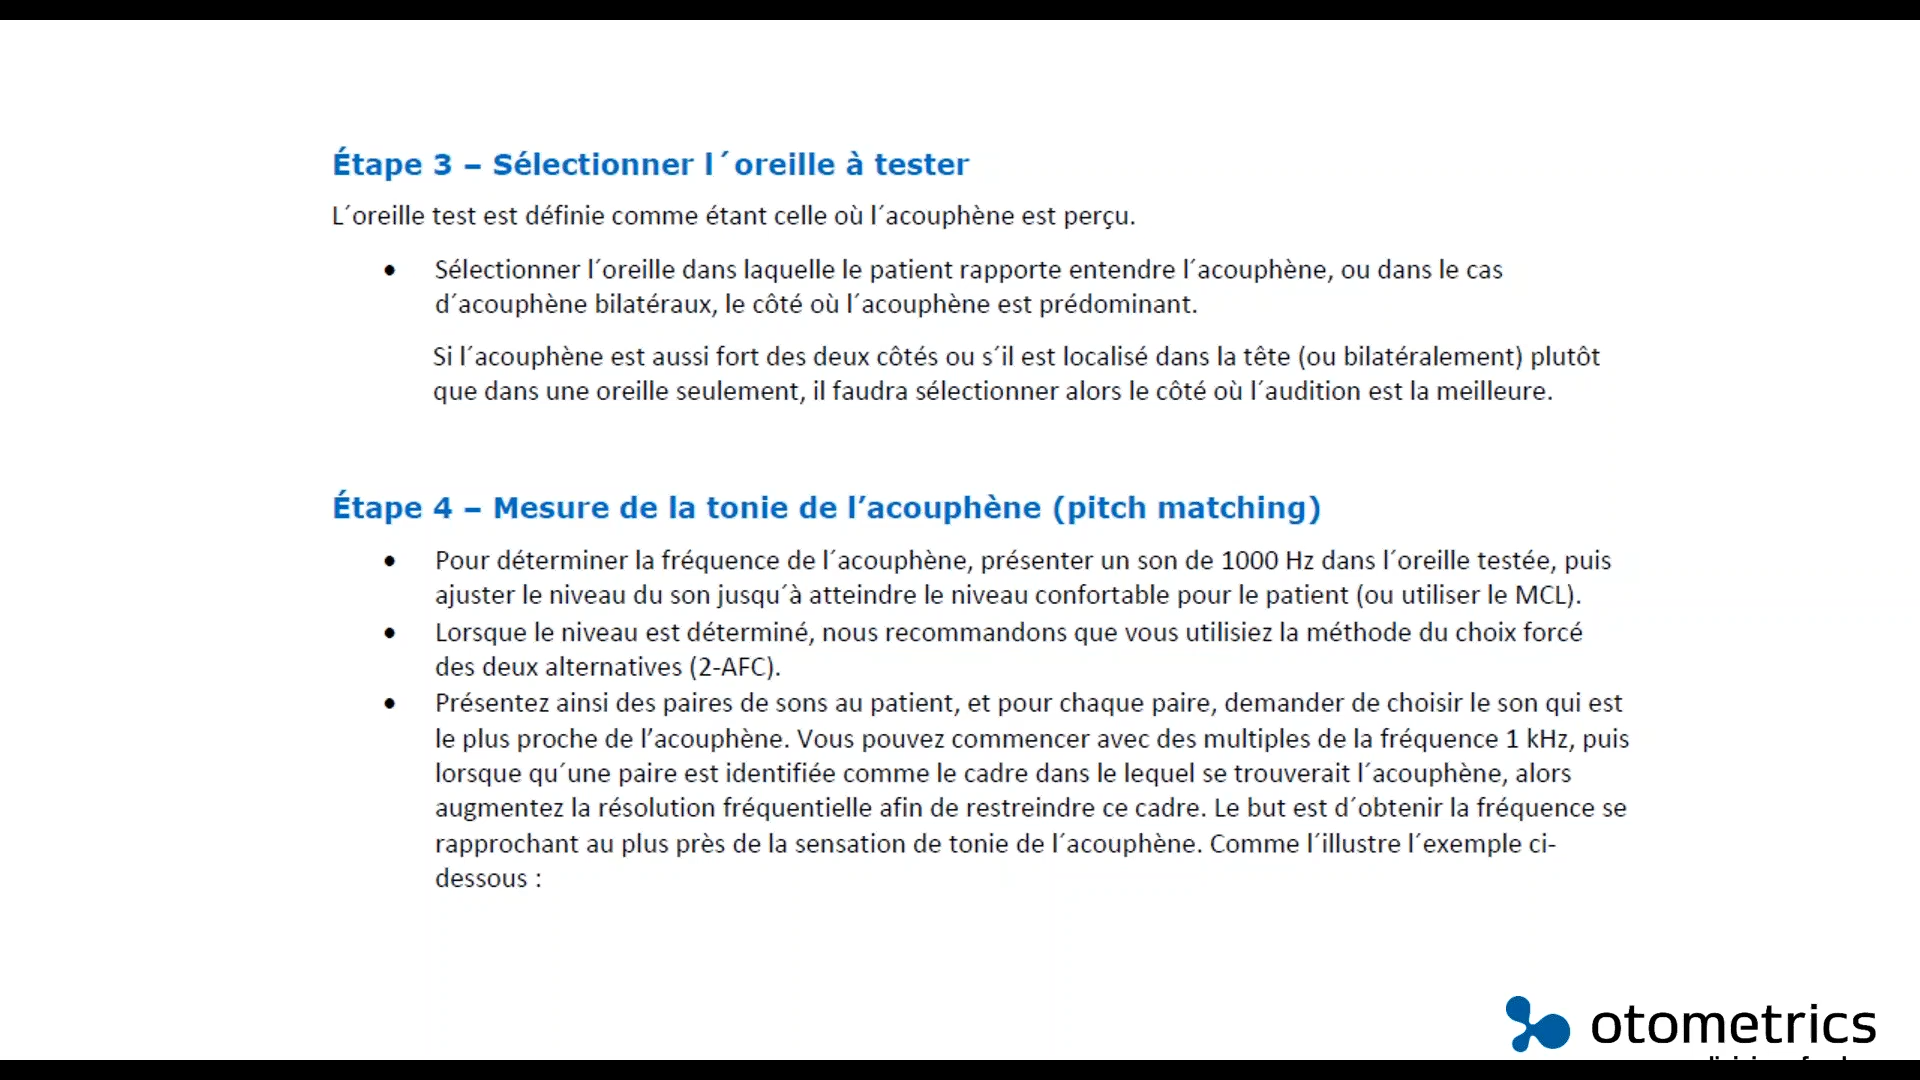 Étape 3 – Sélectionner l´oreille à tester
L´oreille test est définie comme étant celle où l´acouphène est perçu.
• Sélectionner l´oreille dans laquelle le patient rapporte entendre l´acouphène, ou dans le cas
d´acouphène bilatéraux, le côté où l´acouphène est prédominant.
Si l´acouphène est aussi fort des deux côtés ou s´il est localisé dans la tête (ou bilatéralement) plutôt
que dans une oreille seulement, il faudra sélectionner alors le côté où l´audition est la meilleure.
Étape 4 – Mesure de la tonie de l’acouphène (pitch matching)
• Pour déterminer la fréquence de l´acouphène, présenter un son de 1000 Hz dans l´oreille testée, puis
ajuster le niveau du son jusqu´à atteindre le niveau confortable pour le patient (ou utiliser le MCL).
• Lorsque le niveau est déterminé, nous recommandons que vous utilisiez la méthode du choix forcé
des deux alternatives (2-AFC).
• Présentez ainsi des paires de sons au patient, et pour chaque paire, demander de choisir le son qui est
le plus proche de l’acouphène. Vous pouvez commencer avec des multiples de la fréquence 1 kHz, puis
lorsque qu´une paire est identifiée comme le cadre dans le lequel se trouverait l´acouphène, alors
augmentez la résolution fréquentielle afin de restreindre ce cadre. Le but est d´obtenir la fréquence se
rapprochant au plus près de la sensation de tonie de l´acouphène. Comme l´illustre l´exemple ci-
dessous :
otometrics